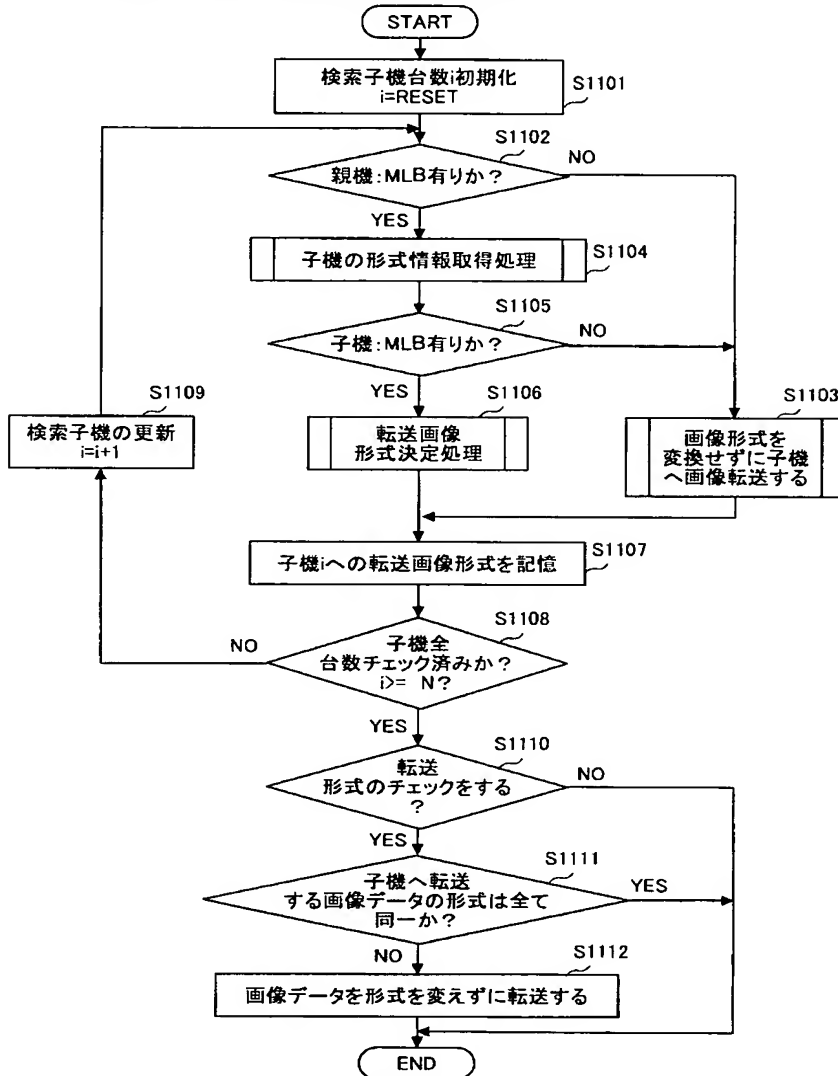 START
検索子機台数i初期化
i=RESET
S1101
S1102
親機:MLB有りか?
NO
YES
子機の形式情報取得処理
S1104
S1105
子機:MLB有りか?
NO
YES
S1109
検索子機の更新
i=i+1
S1106
転送画像
形式決定処理
S1103
画像形式を
変換せずに子機
へ画像転送する
子機iへの転送画像形式を記憶
S1107
S1108
子機全
台数チェック済みか?
i>= N?
NO
YES
S1110
転送
形式のチェックをする
?
NO
YES
S1111
子機へ転送
する画像データの形式は全て
同一か?
YES
NO
S1112
画像データを形式を変えずに転送する
END